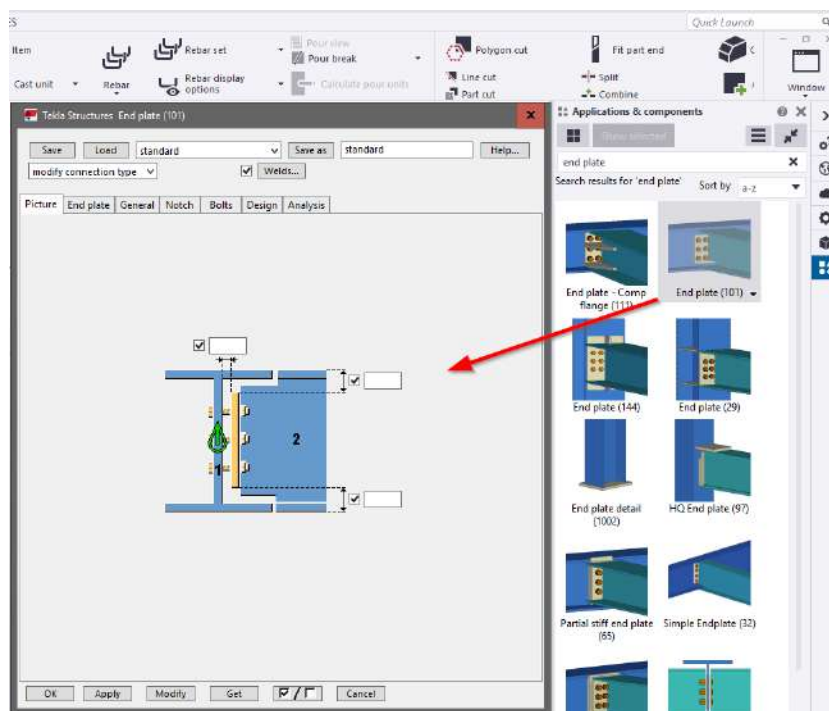 ES
Quick Launch
Item
Rebar set
Pour view
Pour break
Polygon cut
Fit part end
Cast unit
Rebar
Rebar display
options
Calculate pour units
Line cut
Part cut
Split
Combine
Window
Tekla Structures End plate (101)
Save
Load
standard
Save as
standard
Help...
modify connection type
Welds...
Picture
End plate
General
Notch
Bolts
Design
Analysis
1
2
OK
Apply
Modify
Get
Cancel
Applications & components
Show selected
end plate
Search results for 'end plate'
Sort by
a-z
End plate - Comp
flange (111)
End plate (101)
End plate (144)
End plate (29)
End plate detail
(1002)
HQ End plate (97)
Partial stiff end plate
(65)
Simple Endplate (32)